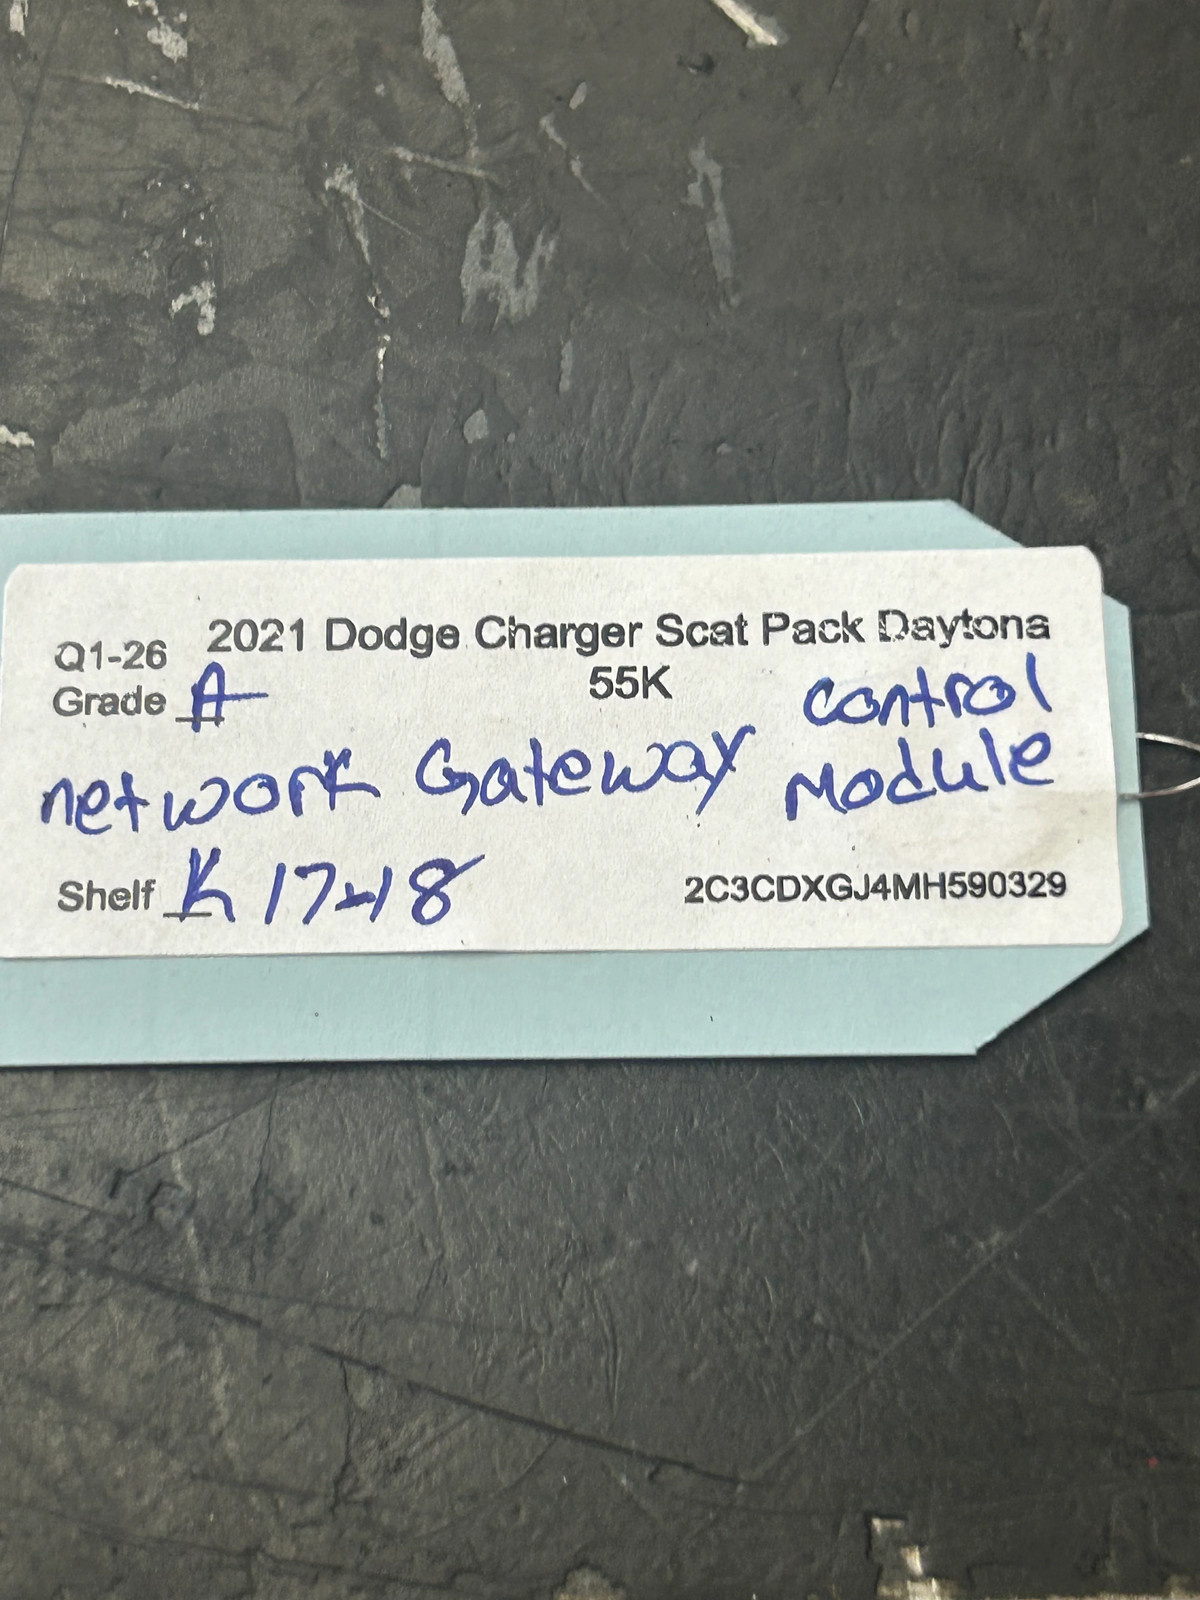 Q1-26 2021 Dodge Charger Scat Pack Daytona
Grade A 55K control
network Gateway Module
Shelf K 17-18 2C3CDXGJ4MH590329